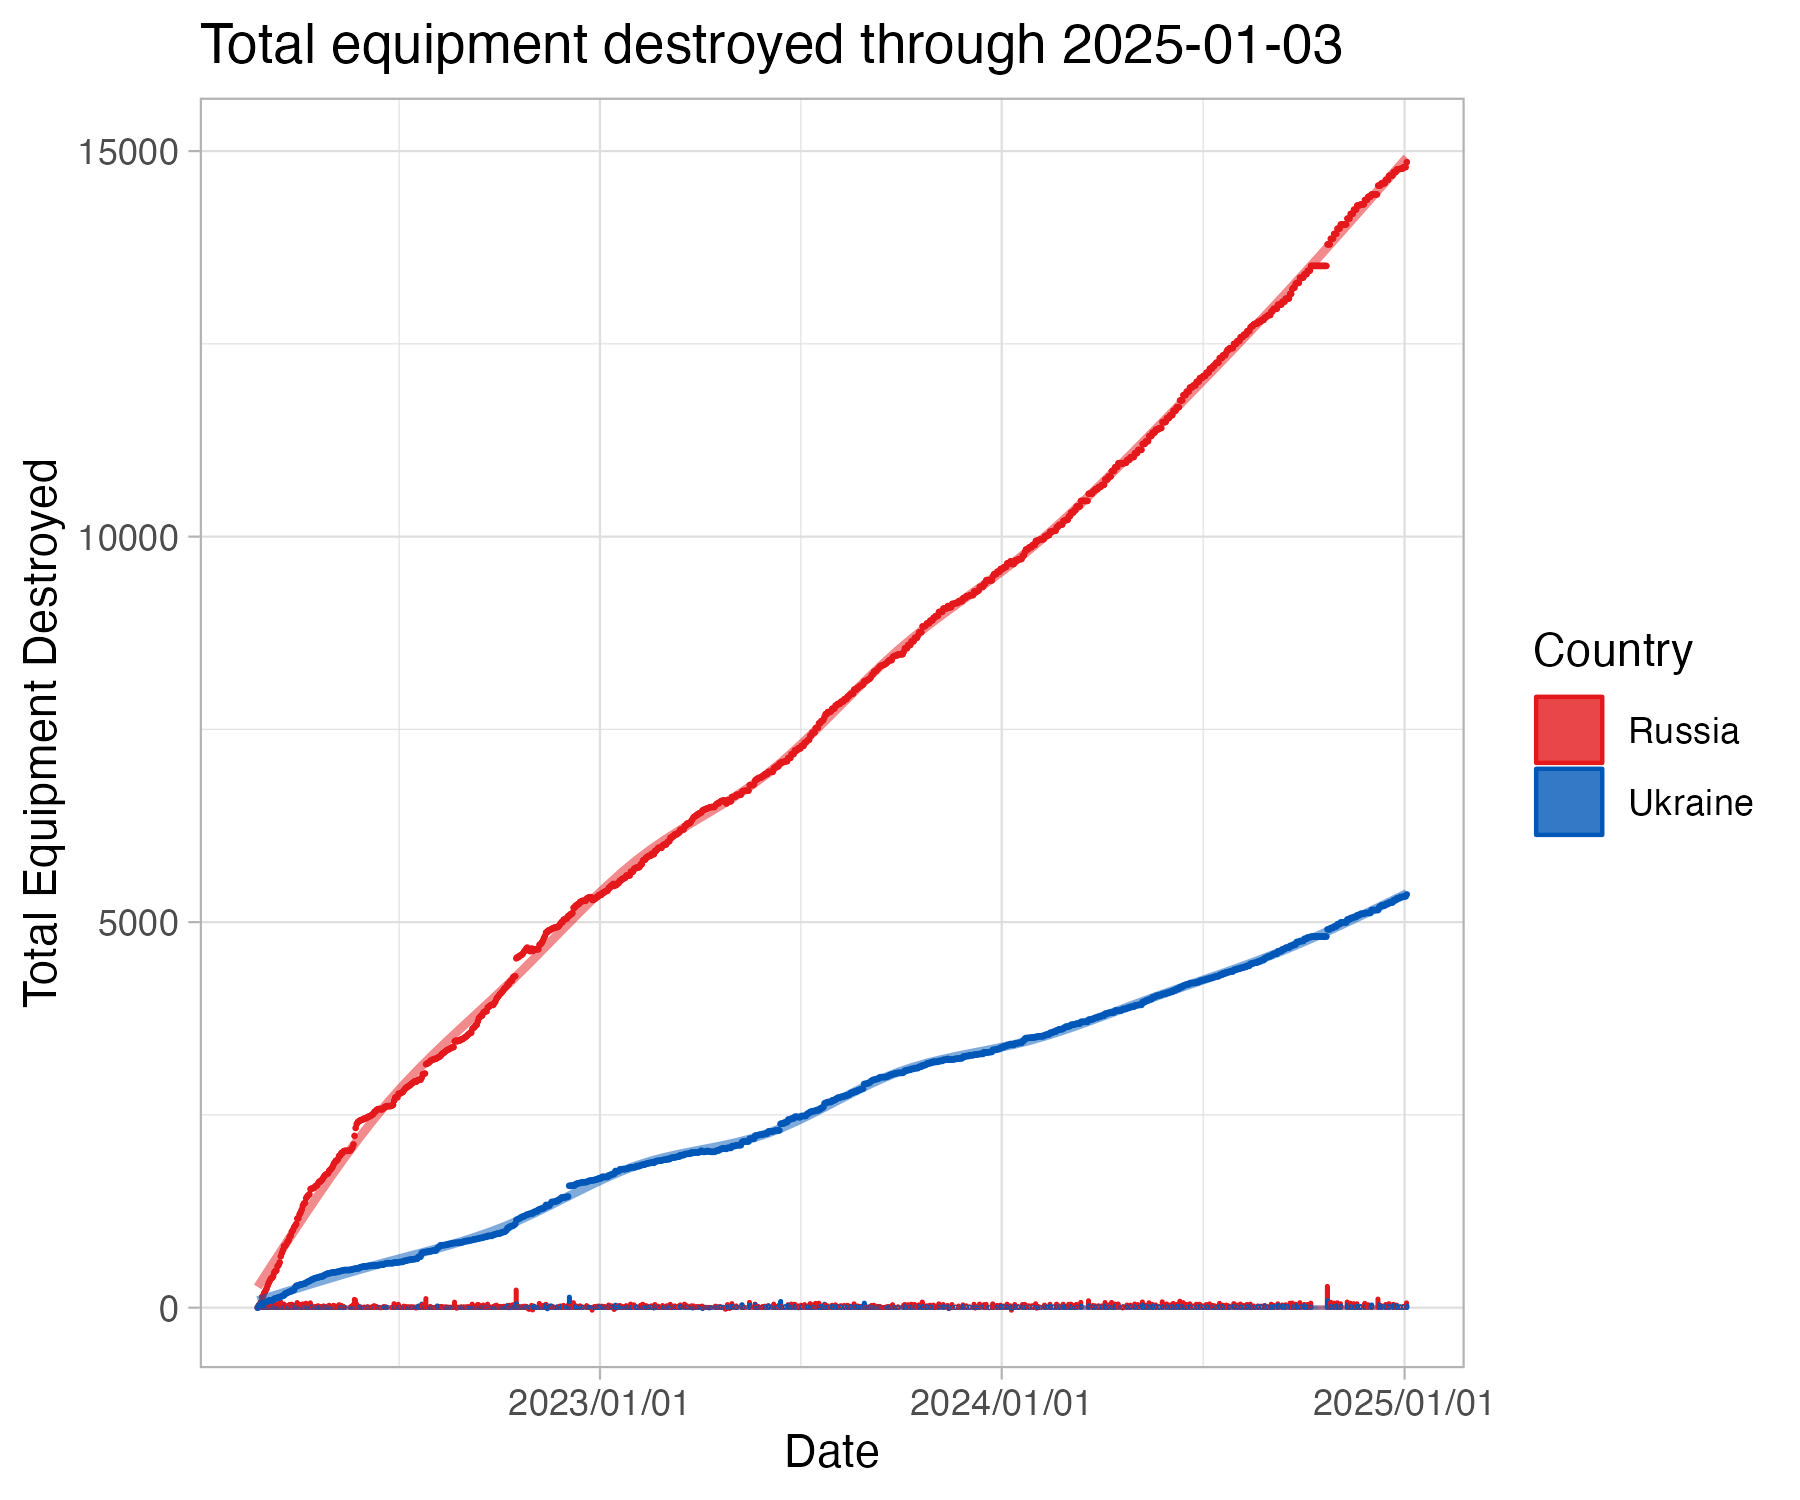 Total equipment destroyed through 2025-01-03
Total Equipment Destroyed
15000
10000
5000
0
2023/01/01
2024/01/01
2025/01/01
Date
Country
Russia
Ukraine